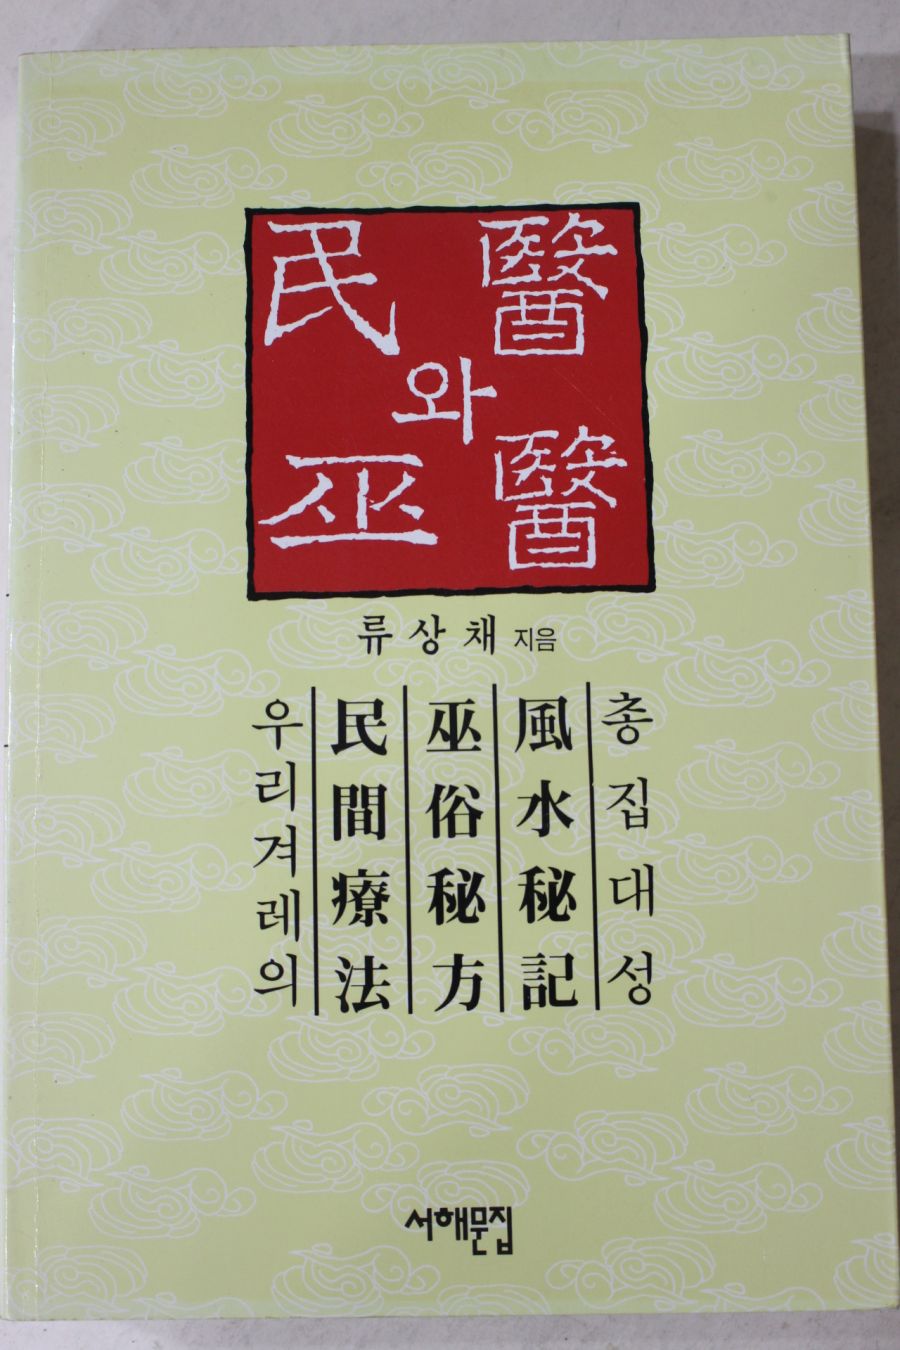 民醫
와
巫醫
류상채 지음
우리겨레의
民間療法
巫俗秘方
風水秘記
총집대성
서해문집